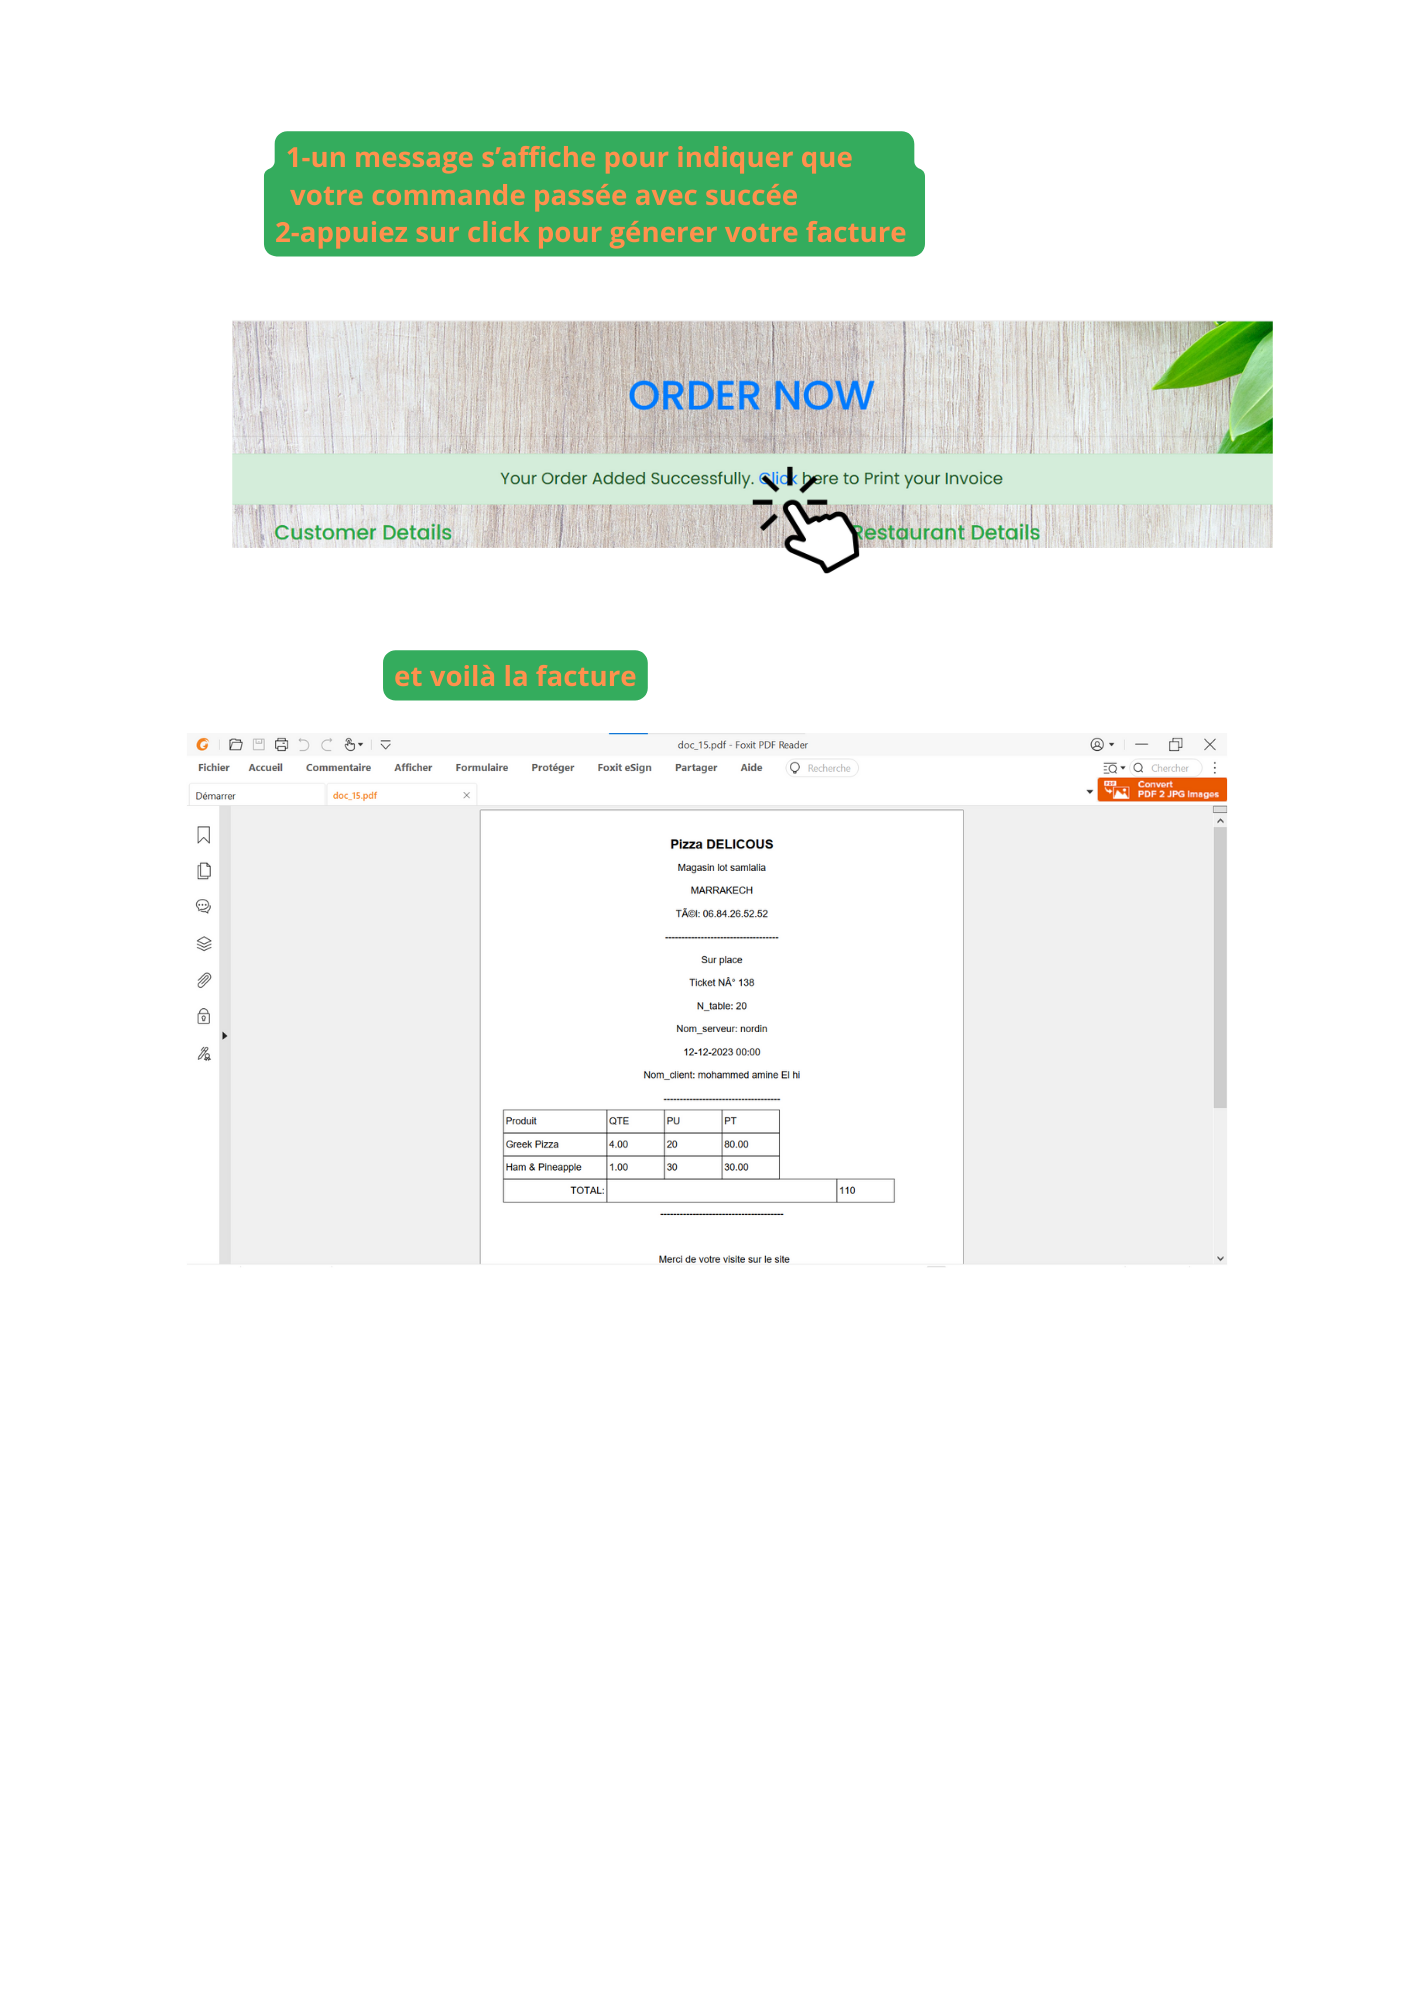 1-un message s’affiche pour indiquer que
votre commande passée avec succée
2-appuiez sur click pour génerer votre facture
ORDER NOW
Your Order Added Successfully. Click here to Print your Invoice
Customer Details
Restaurant Details
et voilà la facture
doc_15.pdf - Foxit PDF Reader
Fichier Accueil Commentaire Afficher Formulaire Protéger Foxit eSign Partager Aide Recherche Chercher
Démarrer doc_15.pdf
PDF Convert
PDF 2 JPG Images
Pizza DELICOUS
Magasin lot samlalia
MARRAKECH
TÃ©l: 06.84.26.52.52
-----------------------------------
Sur place
Ticket NÂ° 138
N_table: 20
Nom_serveur: nordin
12-12-2023 00:00
Nom_client: mohammed amine El hi
------------------------------------
Produit QTE PU PT
Greek Pizza 4.00 20 80.00
Ham & Pineapple 1.00 30 30.00
TOTAL: 110
--------------------------------------
Merci de votre visite sur le site